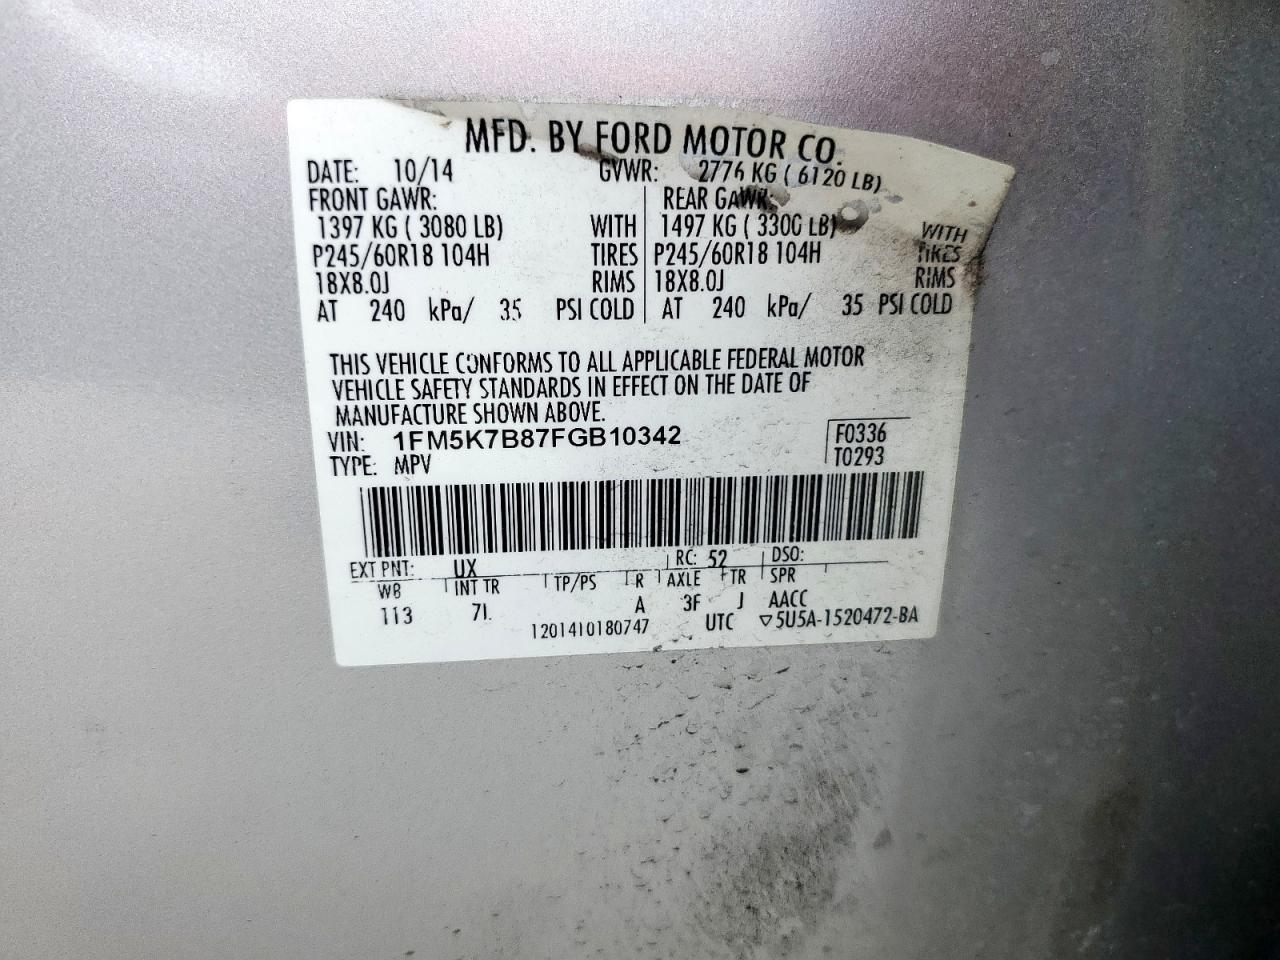 MFD. BY FORD MOTOR CO.
DATE: 10/14 GVWR: 2776 KG ( 6120 LB)
FRONT GAWR: REAR GAWR:
1397 KG ( 3080 LB) WITH 1497 KG ( 3300 LB) WITH
P245/60R18 104H TIRES P245/60R18 104H TIRES
18X8.0J RIMS 18X8.0J RIMS
AT 240 kPa/ 35 PSI COLD AT 240 kPa/ 35 PSI COLD
THIS VEHICLE CONFORMS TO ALL APPLICABLE FEDERAL MOTOR
VEHICLE SAFETY STANDARDS IN EFFECT ON THE DATE OF
MANUFACTURE SHOWN ABOVE.
VIN: 1FM5K7B87FGB10342 F0336
TYPE: MPV T0293
EXT PNT: UX RC: 52 DSO:
WB INT TR TP/PS R AXLE TR SPR
113 7L A 3F J AACC
1201410180747 UTC ▽5U5A-1520472-BA